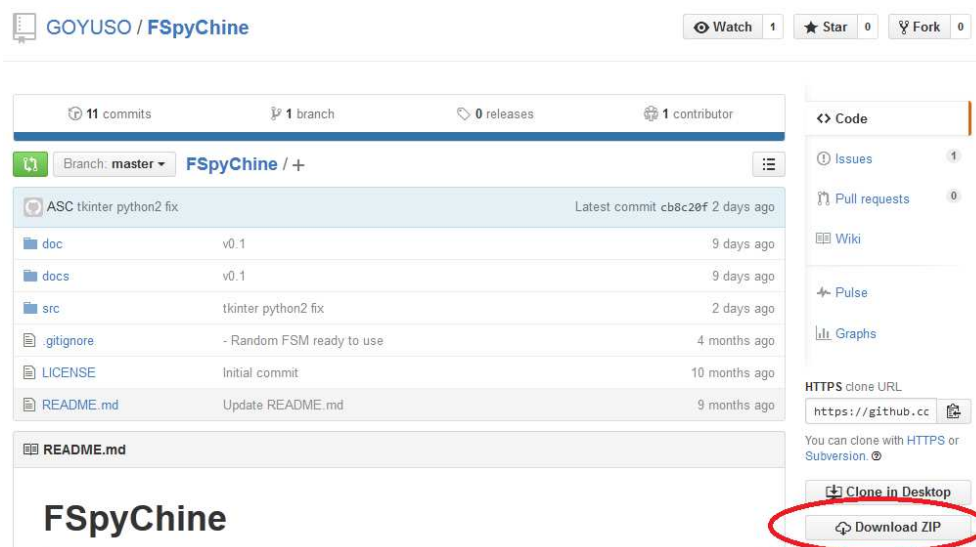 GOYUSO / FSpyChine
Watch 1 Star 0 Fork 0
11 commits 1 branch 0 releases 1 contributor
Branch: master FSpyChine / +
ASC tkinter python2 fix Latest commit cb8c20f 2 days ago
doc v0.1 9 days ago
docs v0.1 9 days ago
src tkinter python2 fix 2 days ago
.gitignore - Random FSM ready to use 4 months ago
LICENSE Initial commit 10 months ago
README.md Update README.md 9 months ago
README.md
FSpyChine
Code
Issues 1
Pull requests 0
Wiki
Pulse
Graphs
HTTPS clone URL
https://github.cc
You can clone with HTTPS or
Subversion.
Clone in Desktop
Download ZIP